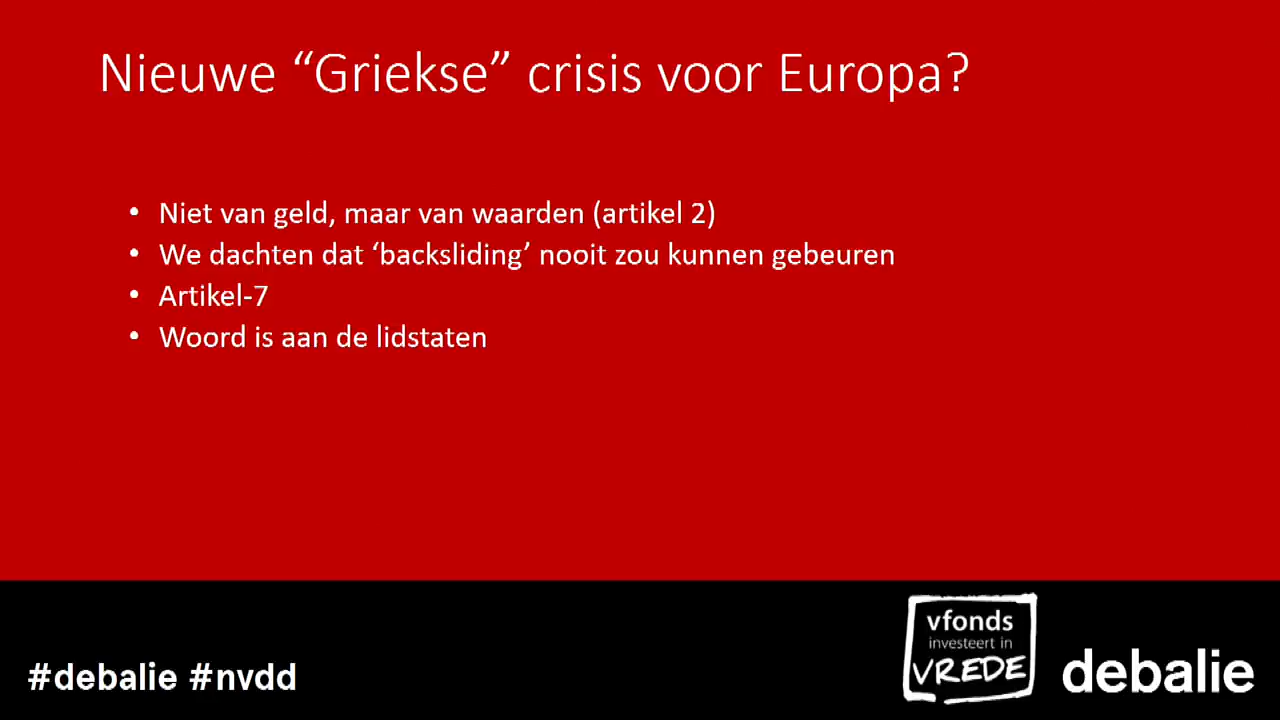 Nieuwe “Griekse” crisis voor Europa?
• Niet van geld, maar van waarden (artikel 2)
• We dachten dat ‘backsliding’ nooit zou kunnen gebeuren
• Artikel-7
• Woord is aan de lidstaten
vfonds
investeert in
VREDE
#debalie #nvdd
debalie